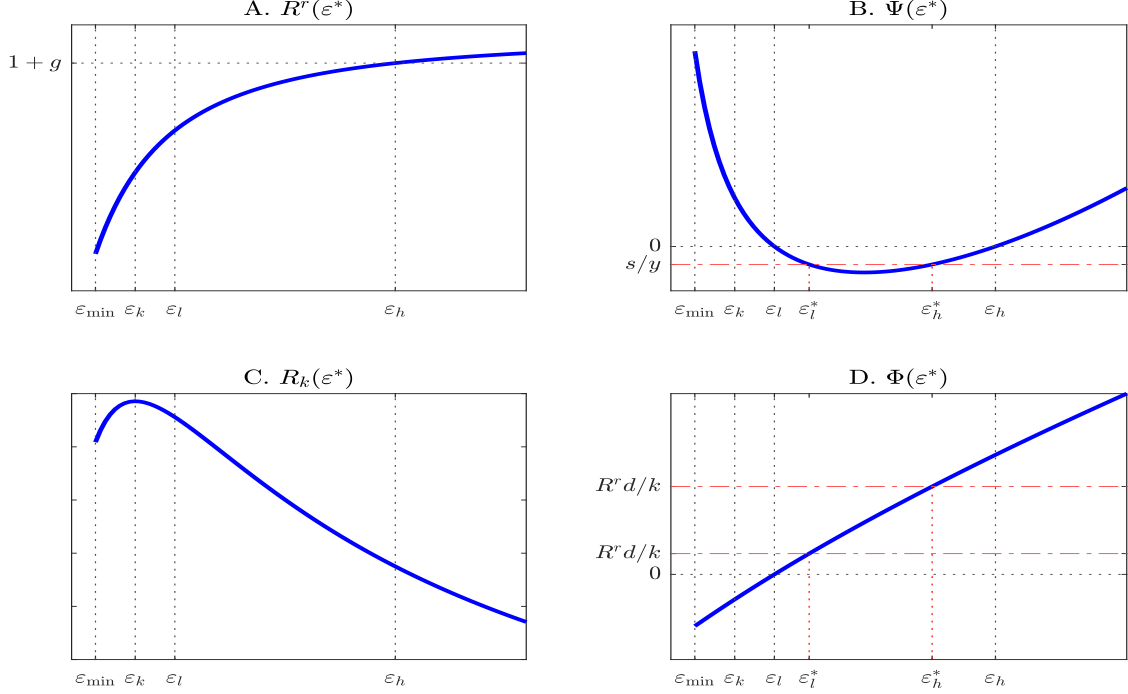 A. R^r(ε*)
1 + g
ε_min ε_k ε_l ε_h
B. Ψ(ε*)
0
s/y
ε_min ε_k ε_l ε_l^* ε_h^* ε_h
C. R_k(ε*)
ε_min ε_k ε_l ε_h
D. Φ(ε*)
R^r d/k
R^r d/k
0
ε_min ε_k ε_l ε_l^* ε_h^* ε_h